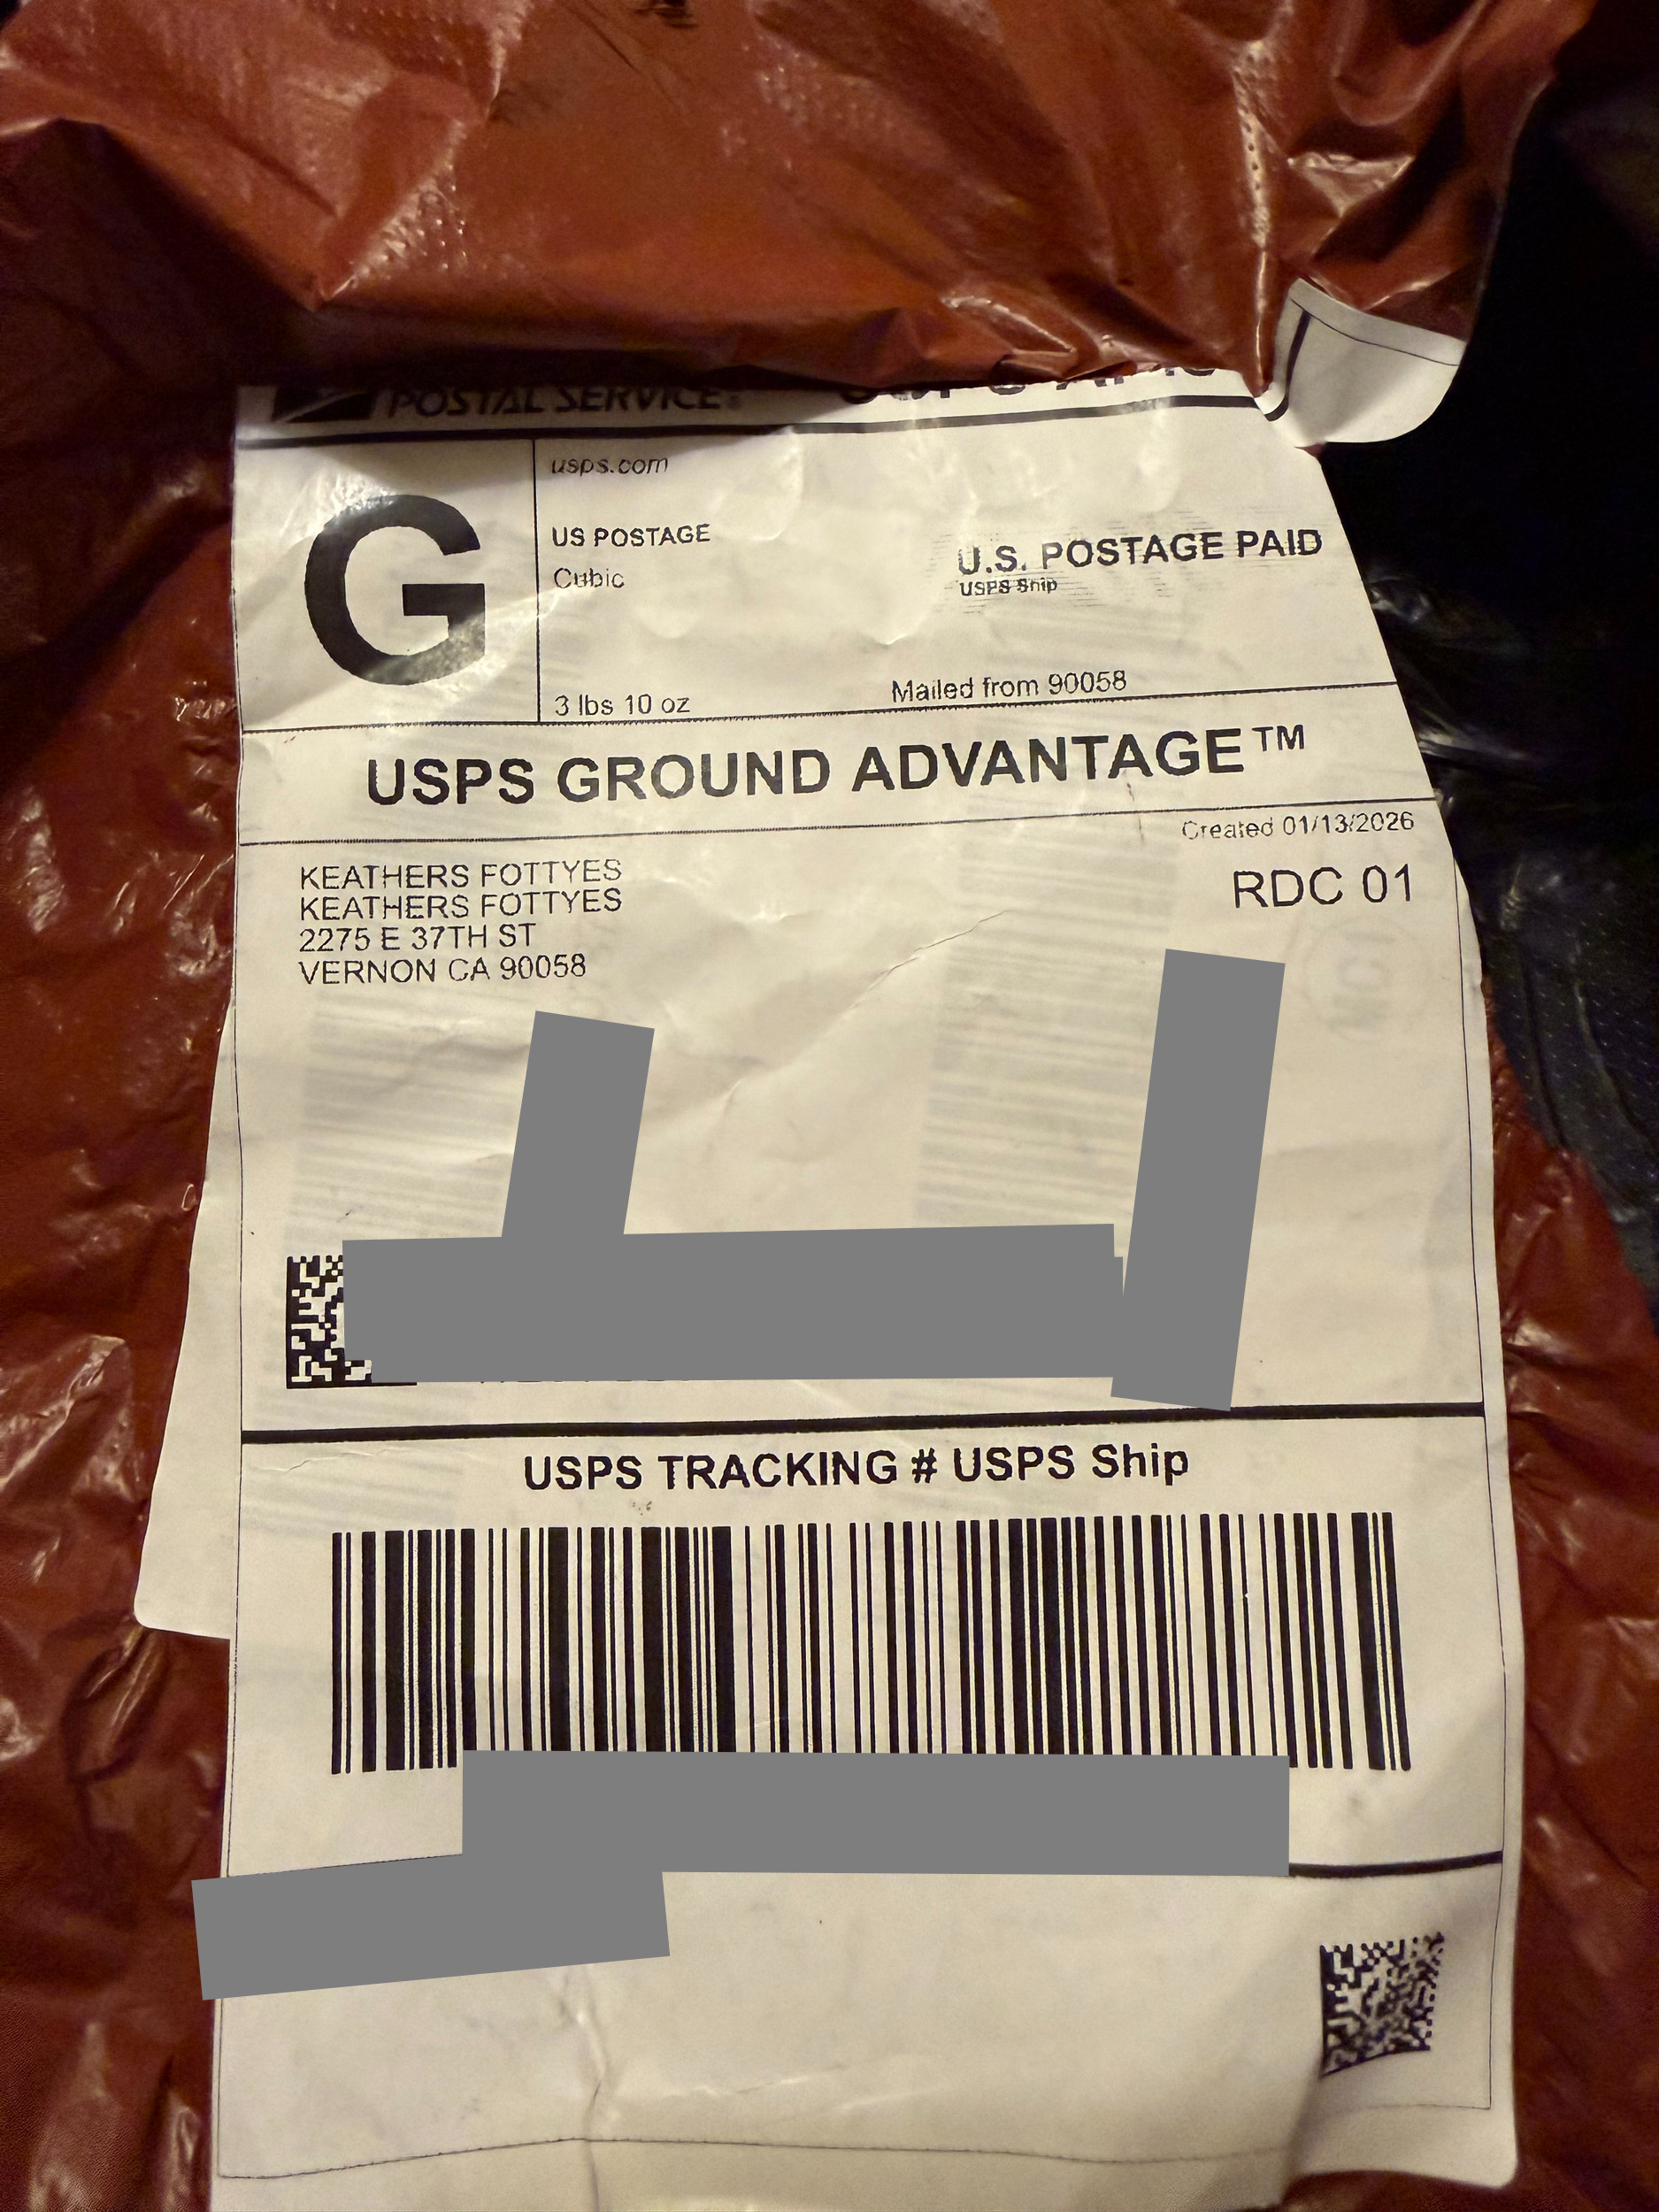 POSTAL SERVICE®
usps.com
G
US POSTAGE
Cubic
U.S. POSTAGE PAID
USPS Ship
3 lbs 10 oz
Mailed from 90058
USPS GROUND ADVANTAGE™
Created 01/13/2026
KEATHERS FOTTYES
KEATHERS FOTTYES
2275 E 37TH ST
VERNON CA 90058
RDC 01
USPS TRACKING # USPS Ship